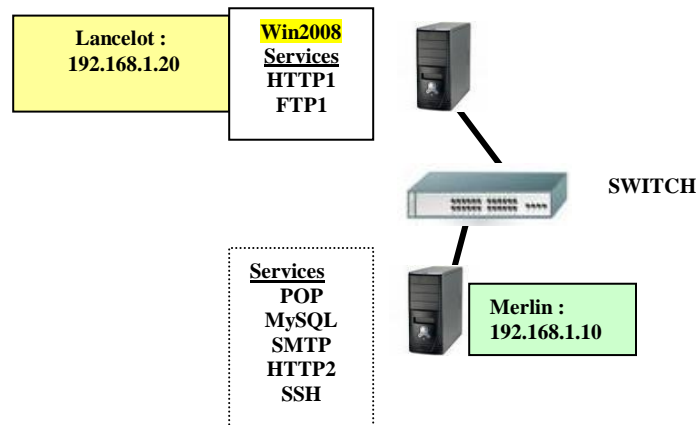 Lancelot :
192.168.1.20
Win2008
Services
HTTP1
FTP1
SWITCH
Services
POP
MySQL
SMTP
HTTP2
SSH
Merlin :
192.168.1.10